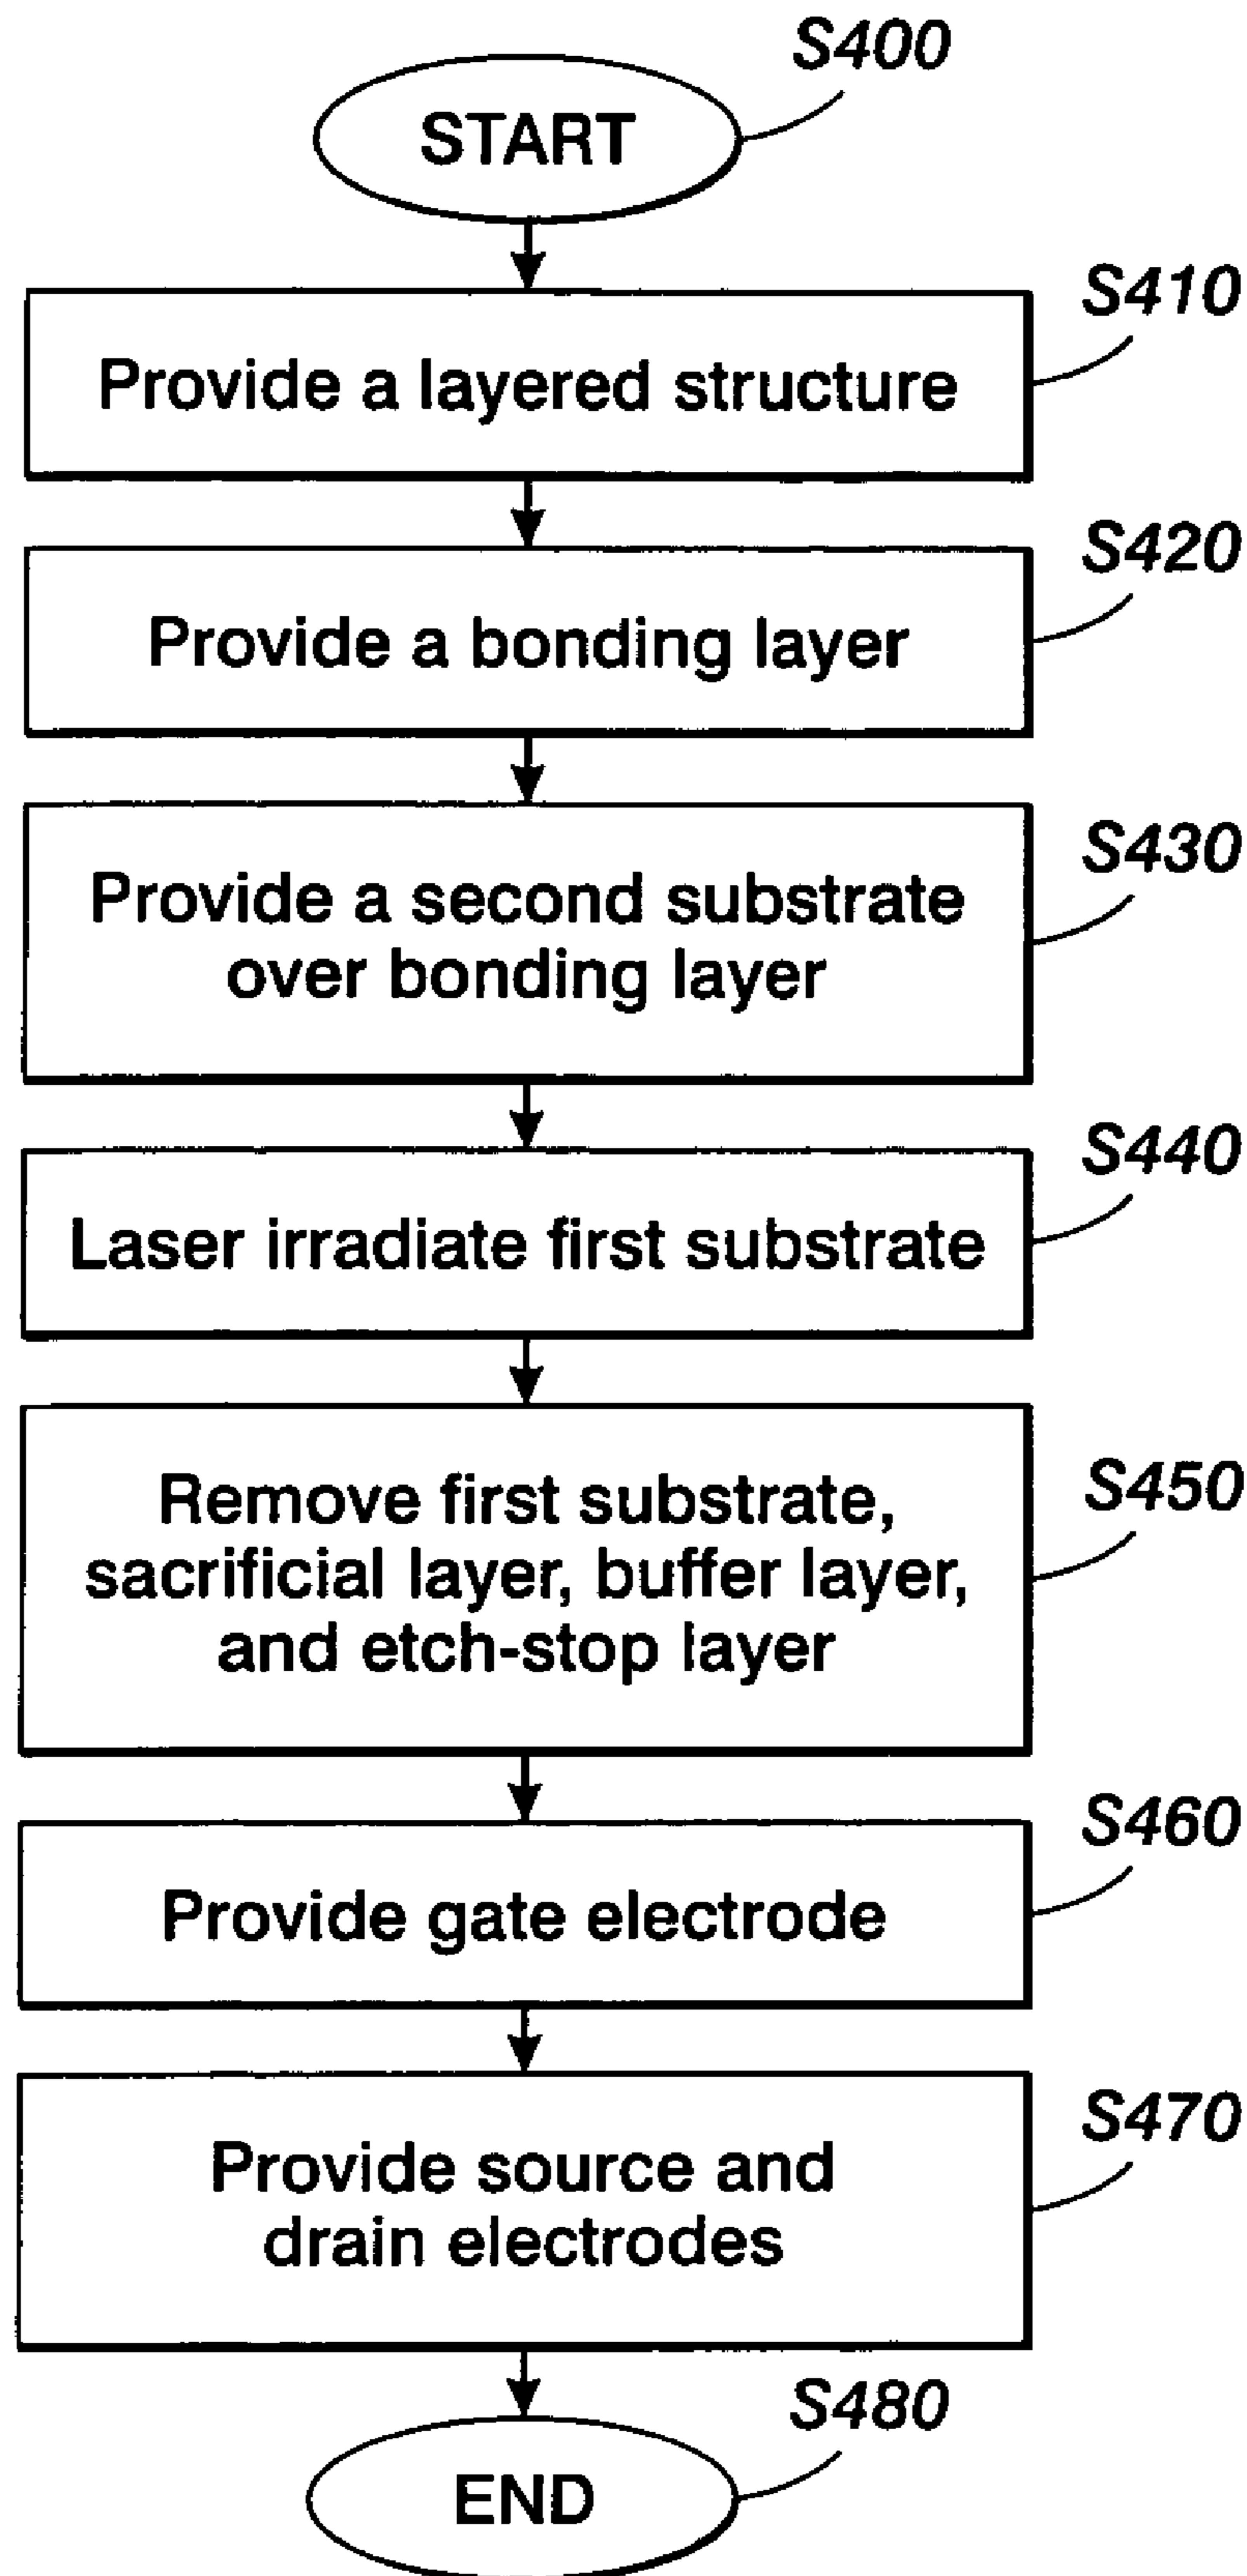 S400
START
S410
Provide a layered structure
S420
Provide a bonding layer
S430
Provide a second substrate
over bonding layer
S440
Laser irradiate first substrate
S450
Remove first substrate,
sacrificial layer, buffer layer,
and etch-stop layer
S460
Provide gate electrode
S470
Provide source and
drain electrodes
S480
END